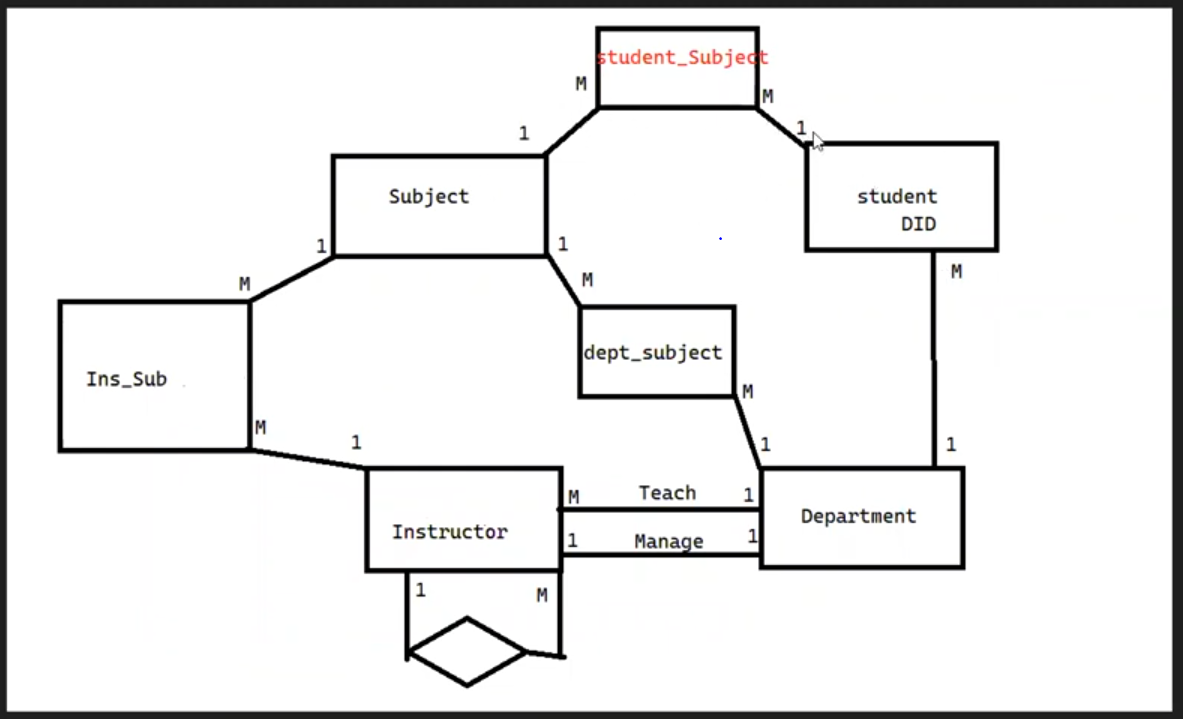 student_Subject
M
M
1
1
Subject
student
DID
1
1
M
M
M
dept_subject
Ins_Sub
M
M
1
1
1
M
Teach
1
Department
Instructor
1
Manage
1
1
M